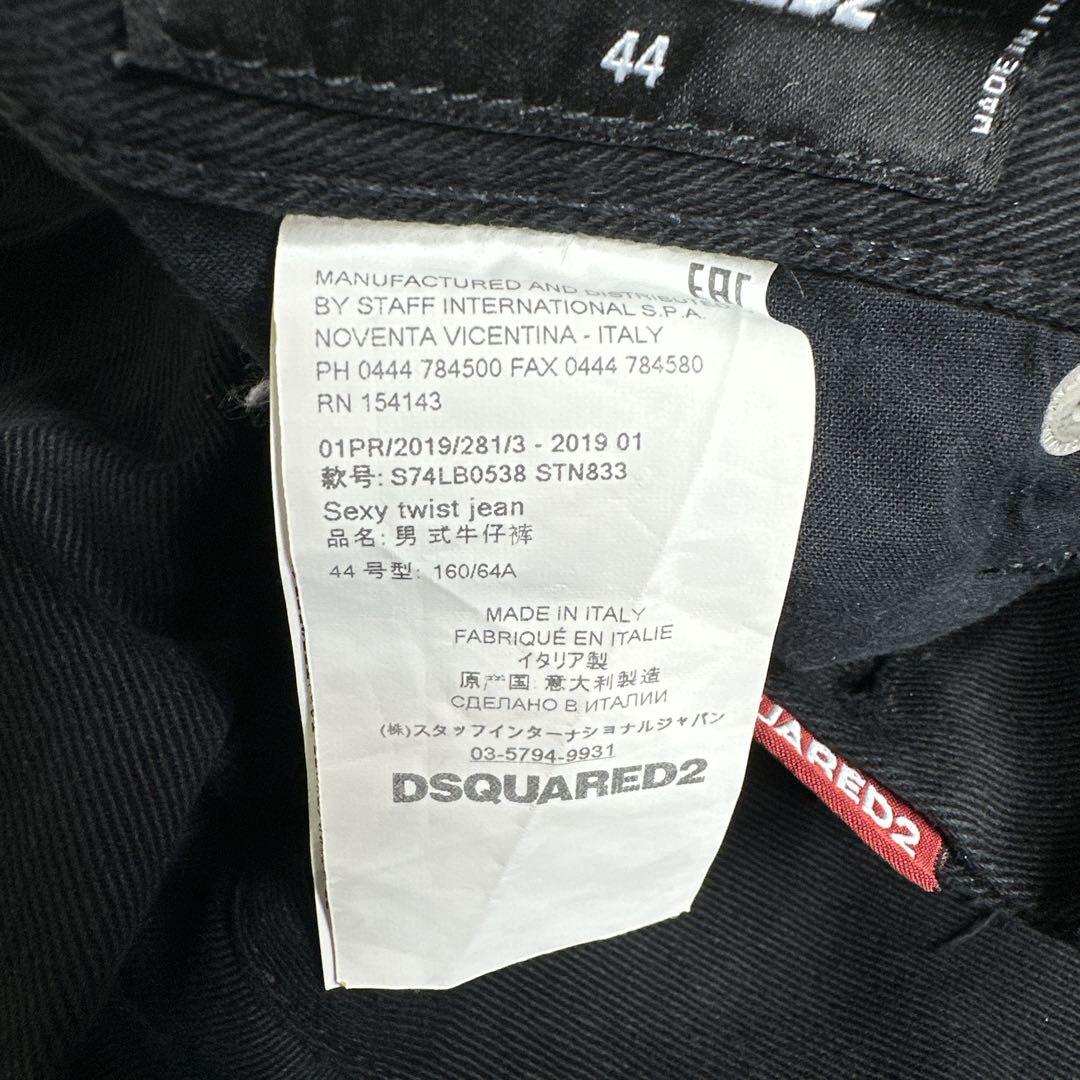 44
MADE IN
EAC
MANUFACTURED AND DISTRIBUTED
BY STAFF INTERNATIONAL S.P.A.
NOVENTA VICENTINA - ITALY
PH 0444 784500 FAX 0444 784580
RN 154143
01PR/2019/281/3 - 2019 01
款号: S74LB0538 STN833
Sexy twist jean
品名: 男 式牛仔裤
44 号型: 160/64A
MADE IN ITALY
FABRIQUÉ EN ITALIE
イタリア製
原产国 意大利製造
СДЕЛАНО В ИТАЛИИ
(株)スタッフインターナショナルジャパン
03-5794-9931
DSQUARED2
UARED2